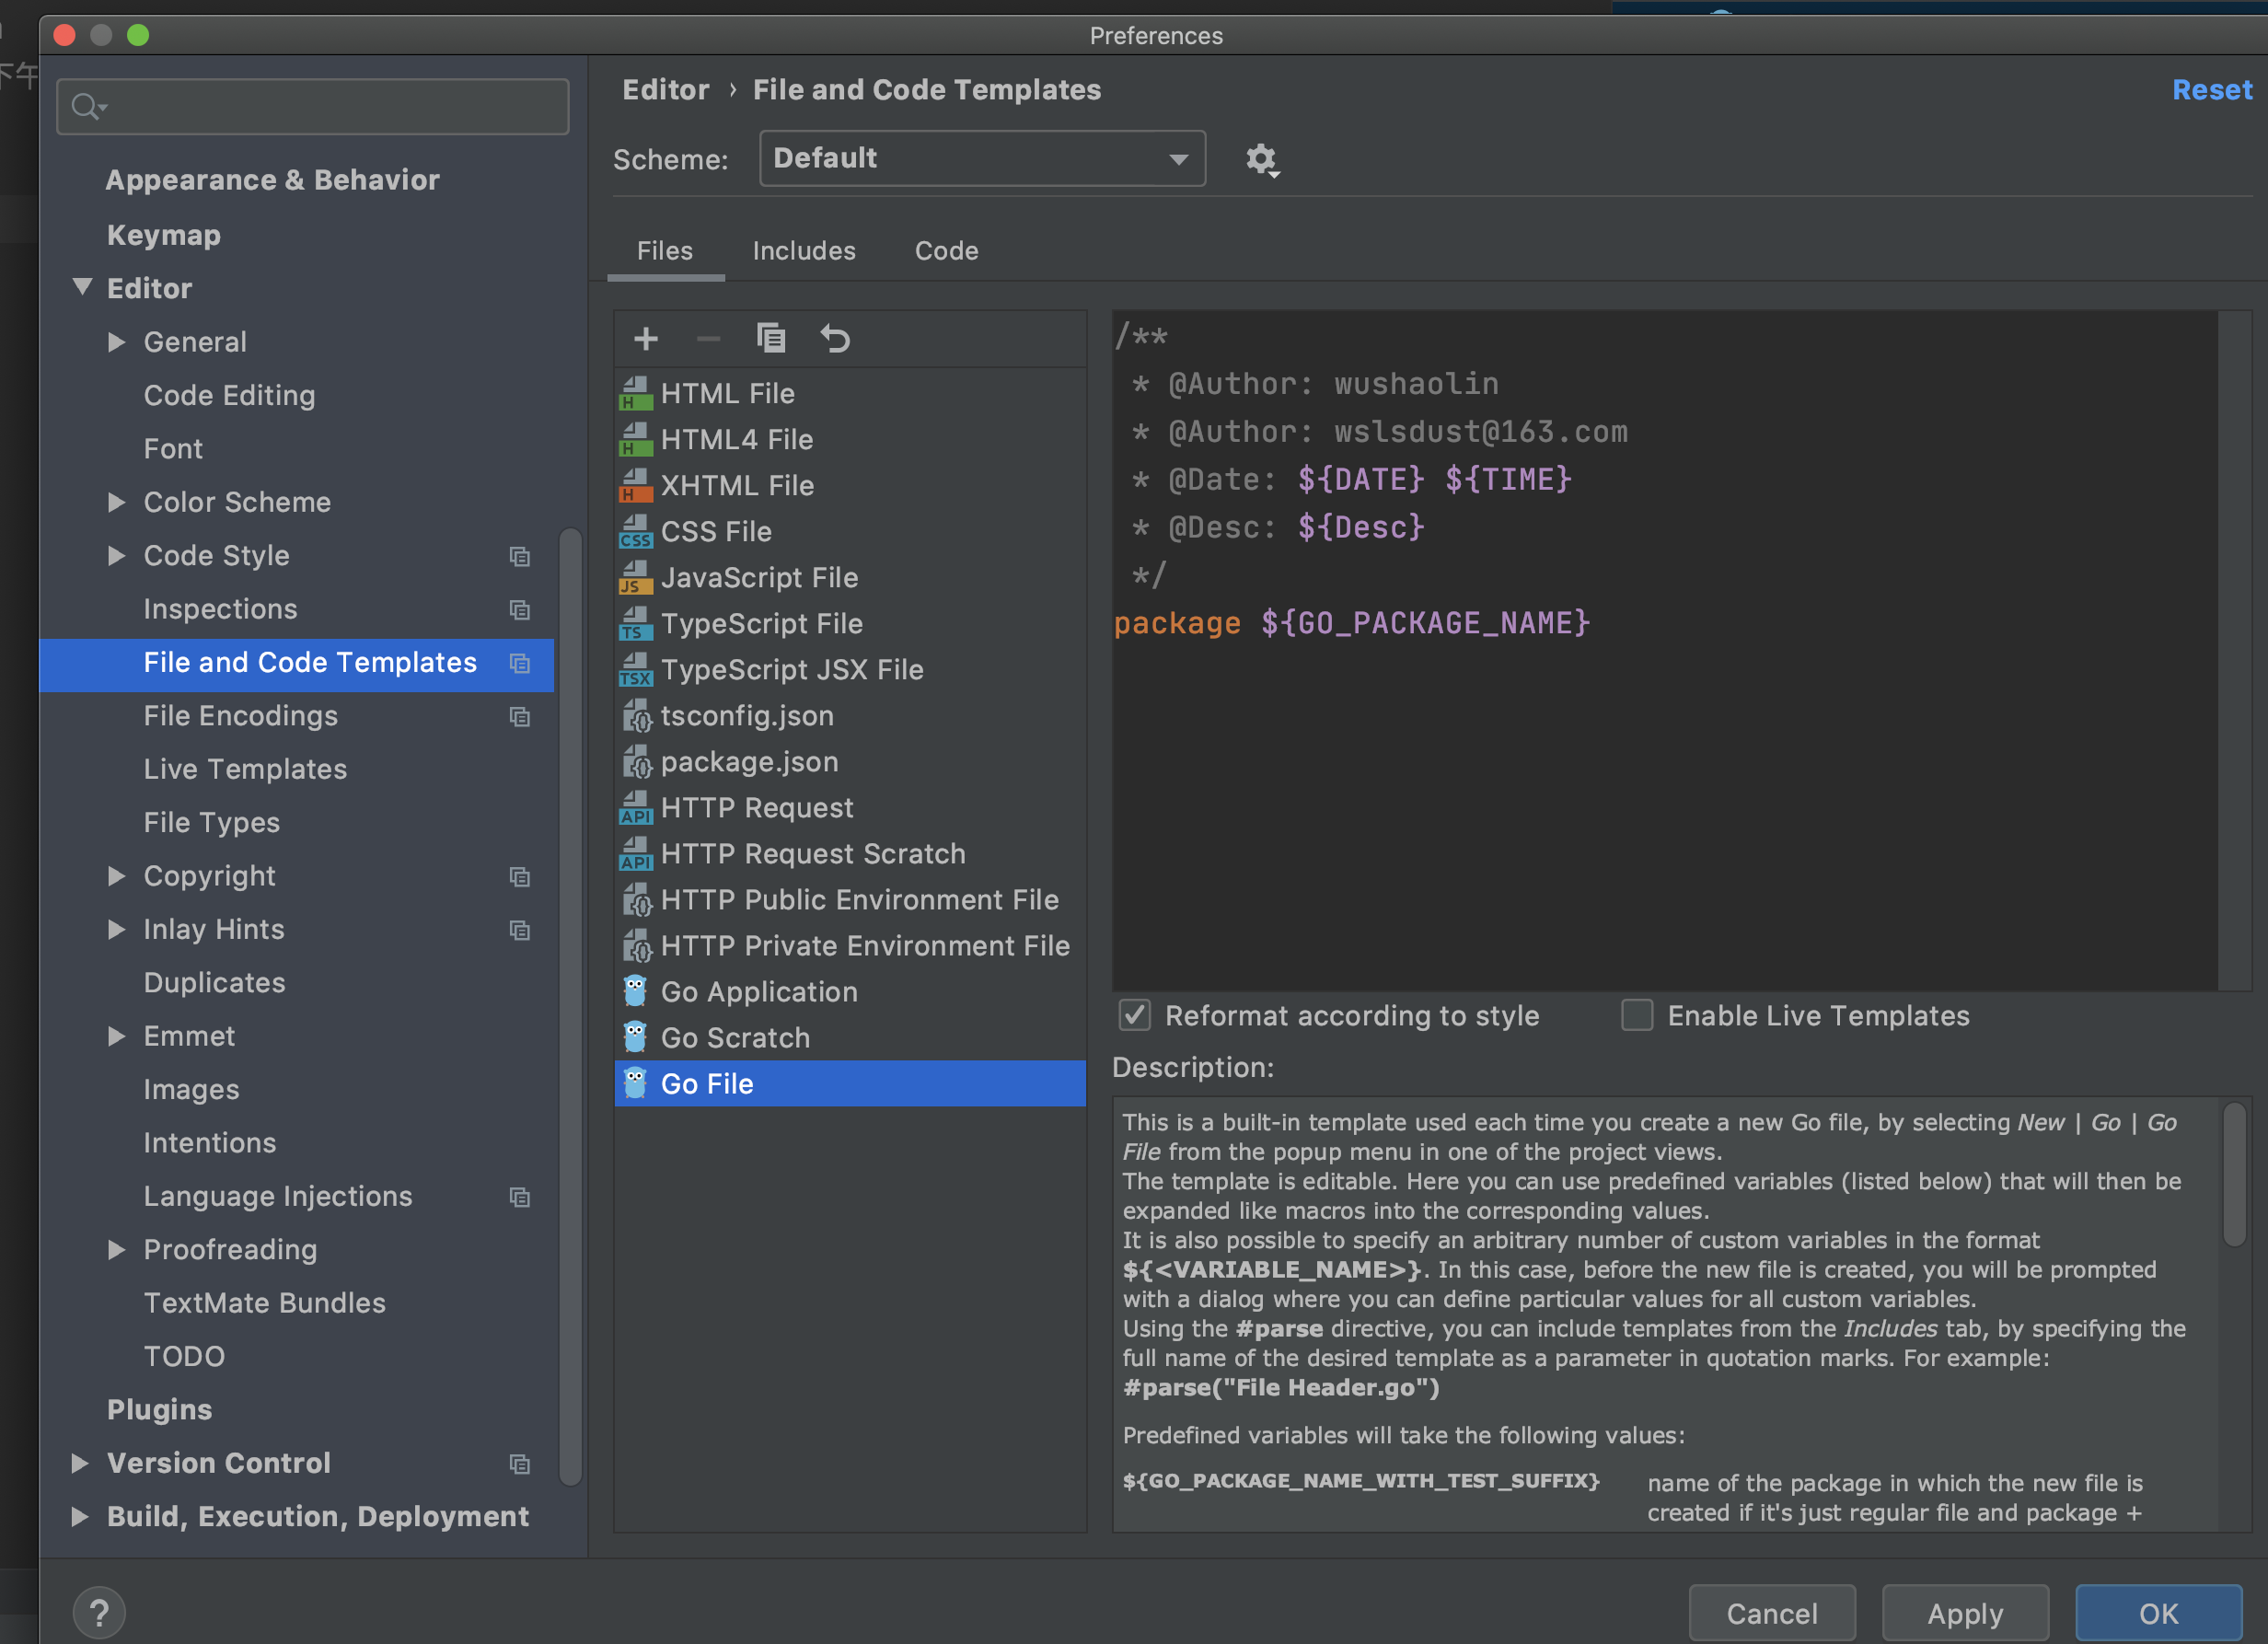 Preferences
下午
Appearance & Behavior
Keymap
Editor
General
Code Editing
Font
Color Scheme
Code Style
Inspections
File and Code Templates
File Encodings
Live Templates
File Types
Copyright
Inlay Hints
Duplicates
Emmet
Images
Intentions
Language Injections
Proofreading
TextMate Bundles
TODO
Plugins
Version Control
Build, Execution, Deployment
Editor › File and Code Templates
Reset
Scheme: Default
Files Includes Code
HTML File
HTML4 File
XHTML File
CSS File
JavaScript File
TypeScript File
TypeScript JSX File
tsconfig.json
package.json
HTTP Request
HTTP Request Scratch
HTTP Public Environment File
HTTP Private Environment File
Go Application
Go Scratch
Go File
/**
* @Author: wushaolin
* @Author: wslsdust@163.com
* @Date: ${DATE} ${TIME}
* @Desc: ${Desc}
*/
package ${GO_PACKAGE_NAME}
Reformat according to style Enable Live Templates
Description:
This is a built-in template used each time you create a new Go file, by selecting New | Go | Go
File from the popup menu in one of the project views.
The template is editable. Here you can use predefined variables (listed below) that will then be
expanded like macros into the corresponding values.
It is also possible to specify an arbitrary number of custom variables in the format
${<VARIABLE_NAME>}. In this case, before the new file is created, you will be prompted
with a dialog where you can define particular values for all custom variables.
Using the #parse directive, you can include templates from the Includes tab, by specifying the
full name of the desired template as a parameter in quotation marks. For example:
#parse("File Header.go")
Predefined variables will take the following values:
${GO_PACKAGE_NAME_WITH_TEST_SUFFIX} name of the package in which the new file is
created if it's just regular file and package +
? Cancel Apply OK